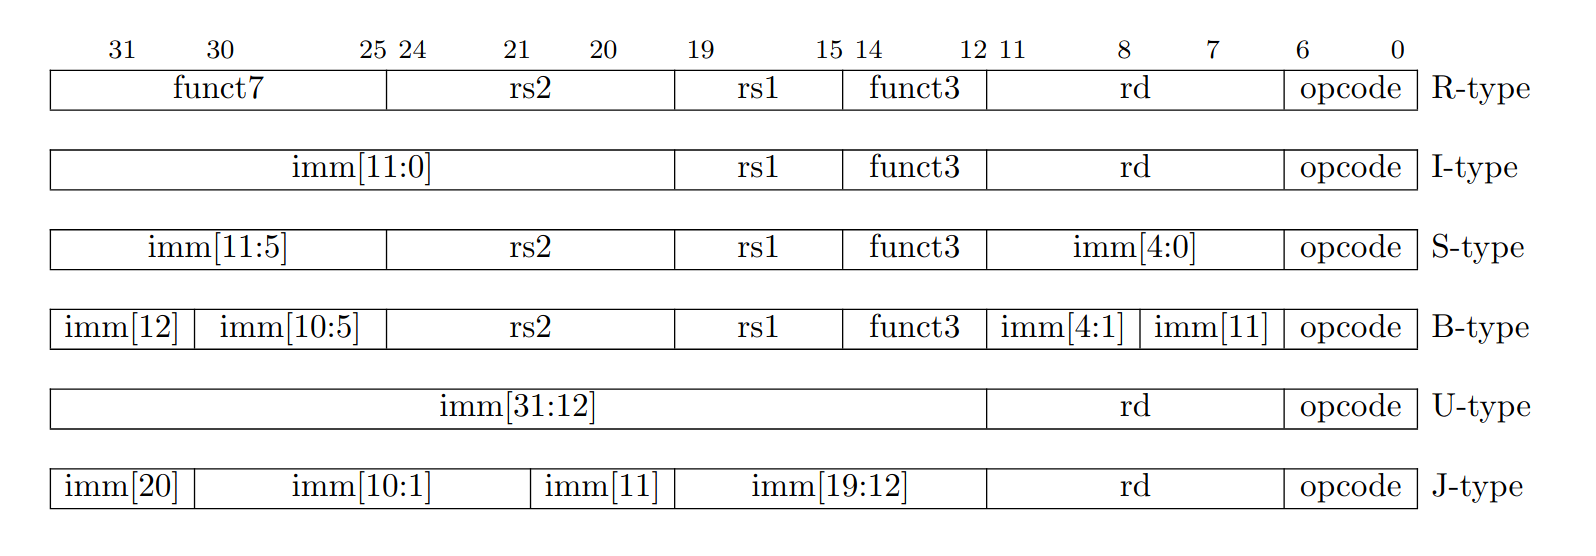 31 30 25 24 21 20 19 15 14 12 11 8 7 6 0
funct7 rs2 rs1 funct3 rd opcode R-type
imm[11:0] rs1 funct3 rd opcode I-type
imm[11:5] rs2 rs1 funct3 imm[4:0] opcode S-type
imm[12] imm[10:5] rs2 rs1 funct3 imm[4:1] imm[11] opcode B-type
imm[31:12] rd opcode U-type
imm[20] imm[10:1] imm[11] imm[19:12] rd opcode J-type